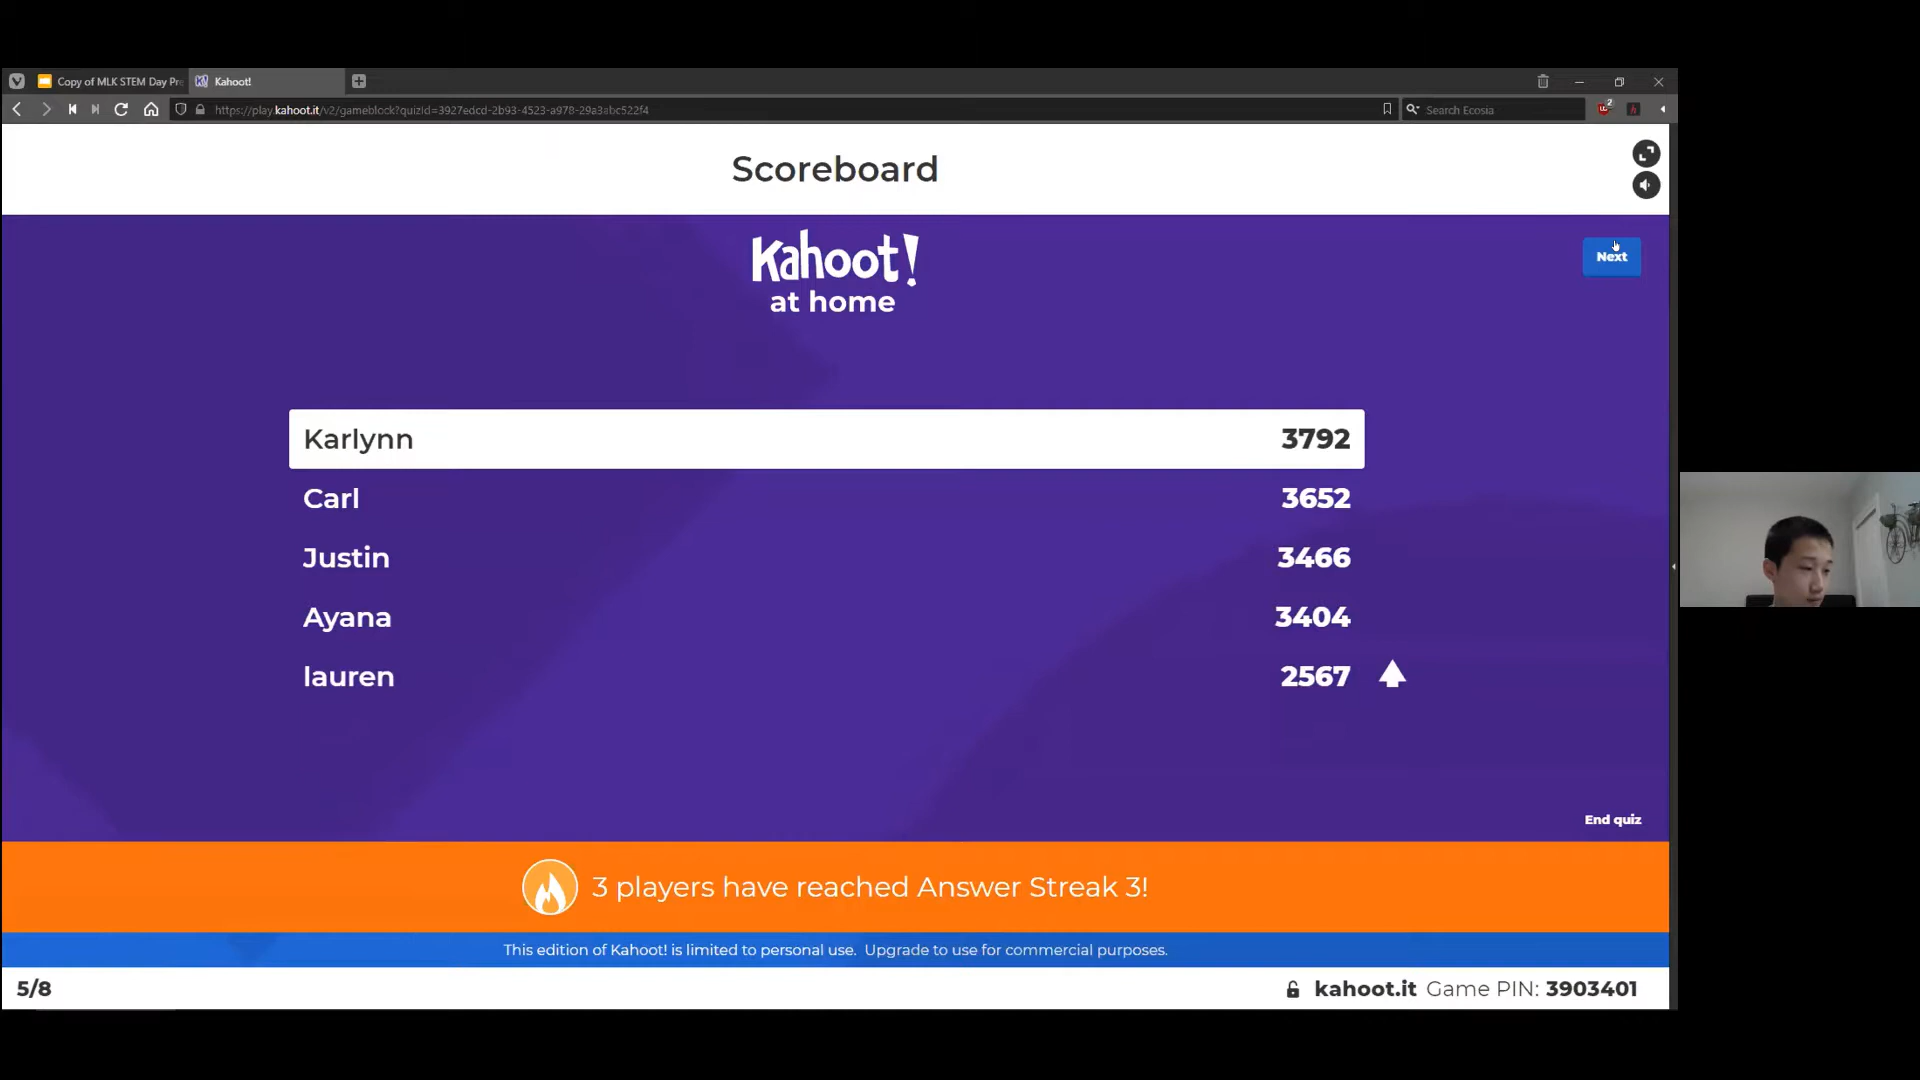 Copy of MLK STEM Day Pre
Kahoot!
https://play.kahoot.it/v2/gameblock?quizId=3927edcd-2b93-4523-a978-29a3abc522f4
Search Ecosia
2
Scoreboard
Kahoot!
at home
Next
Karlynn 3792
Carl 3652
Justin 3466
Ayana 3404
lauren 2567
End quiz
3 players have reached Answer Streak 3!
This edition of Kahoot! is limited to personal use. Upgrade to use for commercial purposes.
5/8
kahoot.it Game PIN: 3903401